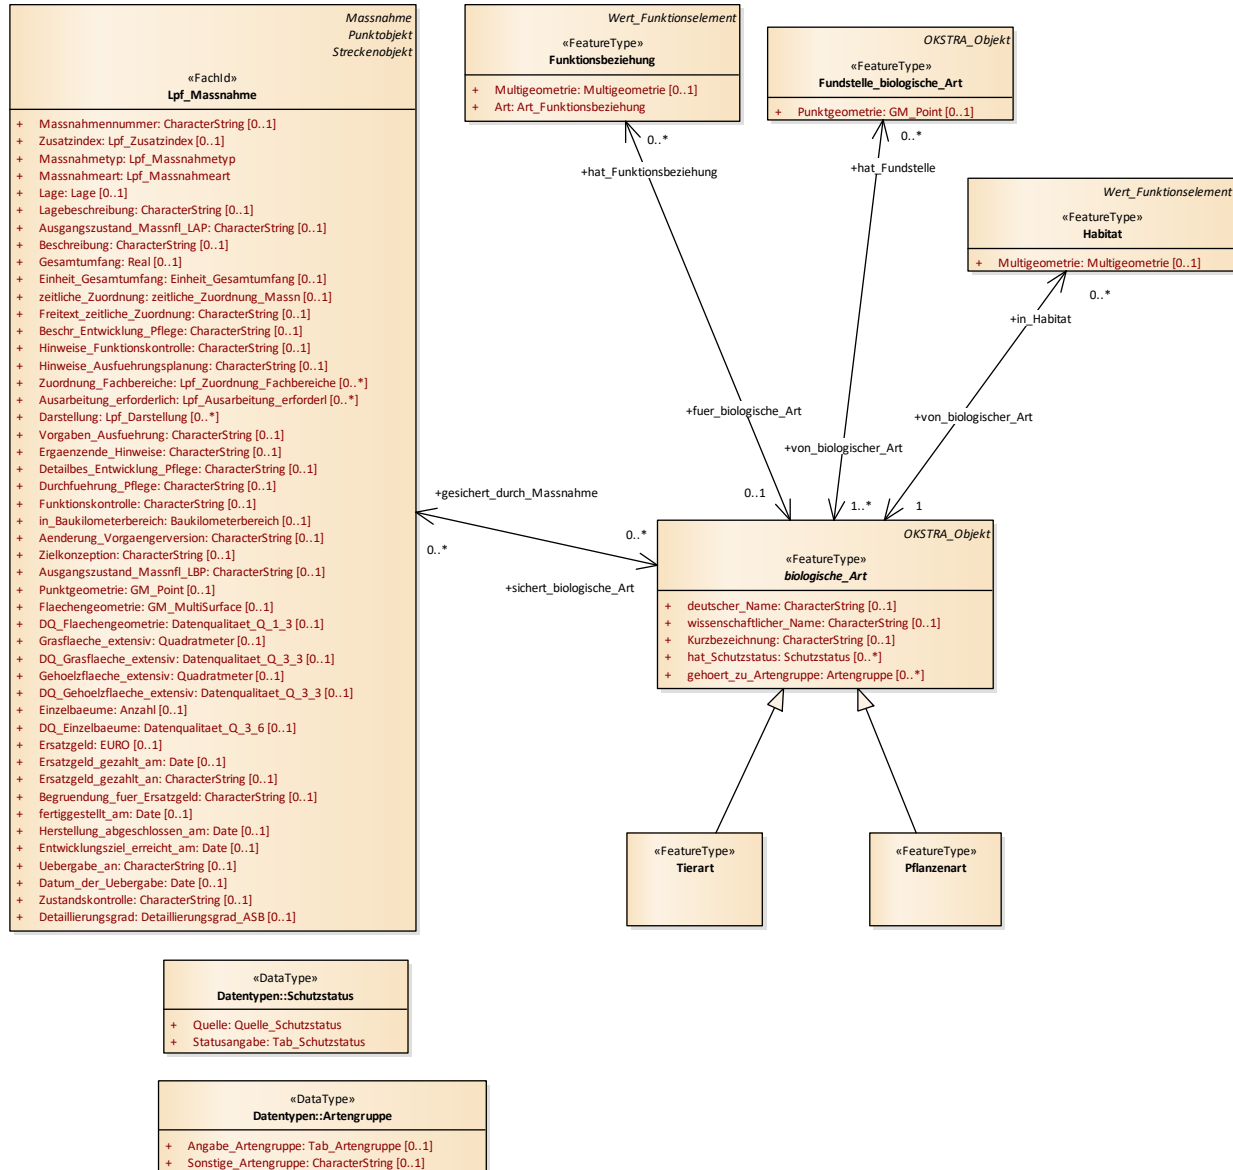 Massnahme
Punktobjekt
Streckenobjekt
«FachId»
Lpf_Massnahme
+ Massnahmennummer: CharacterString [0..1]
+ Zusatzindex: Lpf_Zusatzindex [0..1]
+ Massnahmetyp: Lpf_Massnahmetyp
+ Massnahmeart: Lpf_Massnahmeart
+ Lage: Lage [0..1]
+ Lagebeschreibung: CharacterString [0..1]
+ Ausgangszustand_Massnfl_LAP: CharacterString [0..1]
+ Beschreibung: CharacterString [0..1]
+ Gesamtumfang: Real [0..1]
+ Einheit_Gesamtumfang: Einheit_Gesamtumfang [0..1]
+ zeitliche_Zuordnung: zeitliche_Zuordnung_Massn [0..1]
+ Freitext_zeitliche_Zuordnung: CharacterString [0..1]
+ Beschr_Entwicklung_Pflege: CharacterString [0..1]
+ Hinweise_Funktionskontrolle: CharacterString [0..1]
+ Hinweise_Ausfuehrungsplanung: CharacterString [0..1]
+ Zuordnung_Fachbereiche: Lpf_Zuordnung_Fachbereiche [0..*]
+ Ausarbeitung_erforderlich: Lpf_Ausarbeitung_erforderl [0..*]
+ Darstellung: Lpf_Darstellung [0..*]
+ Vorgaben_Ausfuehrung: CharacterString [0..1]
+ Ergaenzende_Hinweise: CharacterString [0..1]
+ Detailbes_Entwicklung_Pflege: CharacterString [0..1]
+ Durchfuehrung_Pflege: CharacterString [0..1]
+ Funktionskontrolle: CharacterString [0..1]
+ in_Baukilometerbereich: Baukilometerbereich [0..1]
+ Aenderung_Vorgaengerversion: CharacterString [0..1]
+ Zielkonzeption: CharacterString [0..1]
+ Ausgangszustand_Massnfl_LBP: CharacterString [0..1]
+ Punktgeometrie: GM_Point [0..1]
+ Flaechengeometrie: GM_MultiSurface [0..1]
+ DQ_Flaechengeometrie: Datenqualitaet_Q_1_3 [0..1]
+ Grasflaeche_extensiv: Quadratmeter [0..1]
+ DQ_Grasflaeche_extensiv: Datenqualitaet_Q_3_3 [0..1]
+ Gehoelzflaeche_extensiv: Quadratmeter [0..1]
+ DQ_Gehoelzflaeche_extensiv: Datenqualitaet_Q_3_3 [0..1]
+ Einzelbaeume: Anzahl [0..1]
+ DQ_Einzelbaeume: Datenqualitaet_Q_3_6 [0..1]
+ Ersatzgeld: EURO [0..1]
+ Ersatzgeld_gezahlt_am: Date [0..1]
+ Ersatzgeld_gezahlt_an: CharacterString [0..1]
+ Begruendung_fuer_Ersatzgeld: CharacterString [0..1]
+ fertiggestellt_am: Date [0..1]
+ Herstellung_abgeschlossen_am: Date [0..1]
+ Entwicklungsziel_erreicht_am: Date [0..1]
+ Uebergabe_an: CharacterString [0..1]
+ Datum_der_Uebergabe: Date [0..1]
+ Zustandskontrolle: CharacterString [0..1]
+ Detaillierungsgrad: Detaillierungsgrad_ASB [0..1]
Wert_Funktionselement
«FeatureType»
Funktionsbeziehung
+ Multigeometrie: Multigeometrie [0..1]
+ Art: Art_Funktionsbeziehung
OKSTRA_Objekt
«FeatureType»
Fundstelle_biologische_Art
+ Punktgeometrie: GM_Point [0..1]
Wert_Funktionselement
«FeatureType»
Habitat
+ Multigeometrie: Multigeometrie [0..1]
0..*
+hat_Funktionsbeziehung
0..*
+hat_Fundstelle
0..*
+in_Habitat
+fuer_biologische_Art
0..1
+von_biologischer_Art
1..*
+von_biologischer_Art
1
+gesichert_durch_Massnahme
0..*
0..*
+sichert_biologische_Art
OKSTRA_Objekt
«FeatureType»
biologische_Art
+ deutscher_Name: CharacterString [0..1]
+ wissenschaftlicher_Name: CharacterString [0..1]
+ Kurzbezeichnung: CharacterString [0..1]
+ hat_Schutzstatus: Schutzstatus [0..*]
+ gehoert_zu_Artengruppe: Artengruppe [0..*]
«FeatureType»
Tierart
«FeatureType»
Pflanzenart
«DataType»
Datentypen::Schutzstatus
+ Quelle: Quelle_Schutzstatus
+ Statusangabe: Tab_Schutzstatus
«DataType»
Datentypen::Artengruppe
+ Angabe_Artengruppe: Tab_Artengruppe [0..1]
+ Sonstige_Artengruppe: CharacterString [0..1]